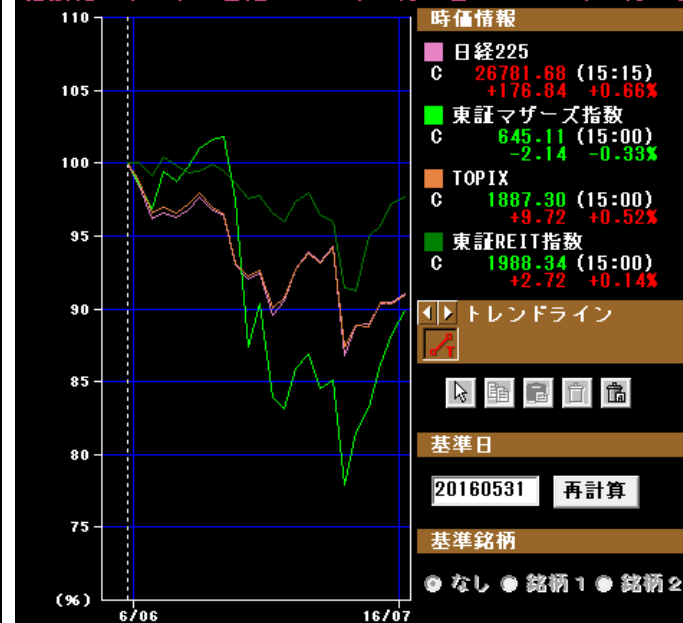 時価情報
110
日経225
C 26781.68 (15:15)
+176.84 +0.66%
105
東証マザーズ指数
C 645.11 (15:00)
-2.14 -0.33%
100
TOPIX
C 1887.30 (15:00)
+9.72 +0.52%
95
東証REIT指数
C 1988.34 (15:00)
+2.72 +0.14%
90
トレンドライン
T
85
80
基準日
20160531 再計算
75
基準銘柄
(%)
なし 銘柄1 銘柄2
6/06 16/07